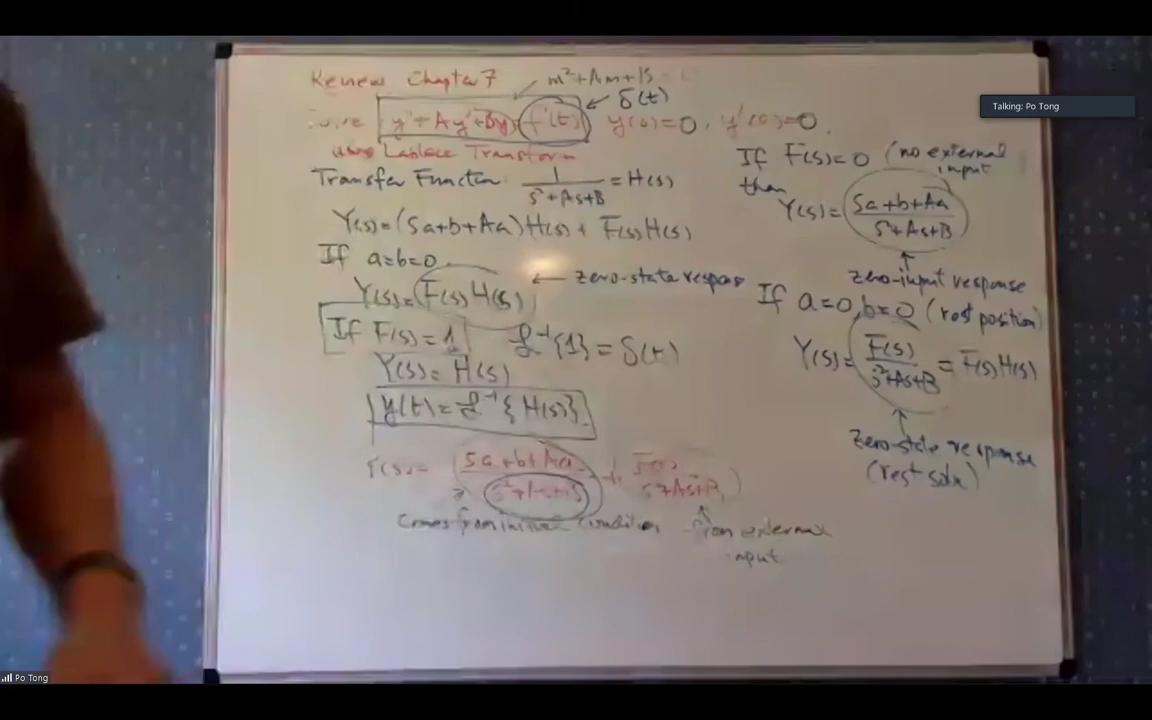 Review Chapter 7
m²+Am+B =
δ(t)
y''+Ay'+By = f(t) y(0)=0, y'(0)=0.
using Laplace Transform
Transfer Function: 1/(s²+As+B) = H(s)
Y(s)=(sa+b+Aa)H(s)+F(s)H(s)
If a=b=0
Y(s)=F(s)H(s) ← zero-state response
If F(s)=1 ℒ⁻¹{1}=δ(t)
Y(s)=H(s)
y(t)=ℒ⁻¹{H(s)}
Y(s)= (sa+b+Aa)/(s²+As+B) + F(s)/(s²+As+B)
Comes from initial condition from external
input
If F(s)=0 (no external
input
then
Y(s)= (sa+b+Aa)/(s²+As+B)
zero-input response
If a=0, b=0 (rest position)
Y(s)= F(s)/(s²+As+B) = F(s)H(s)
Zero-state response
(rest soln)
Talking: Po Tong
Po Tong